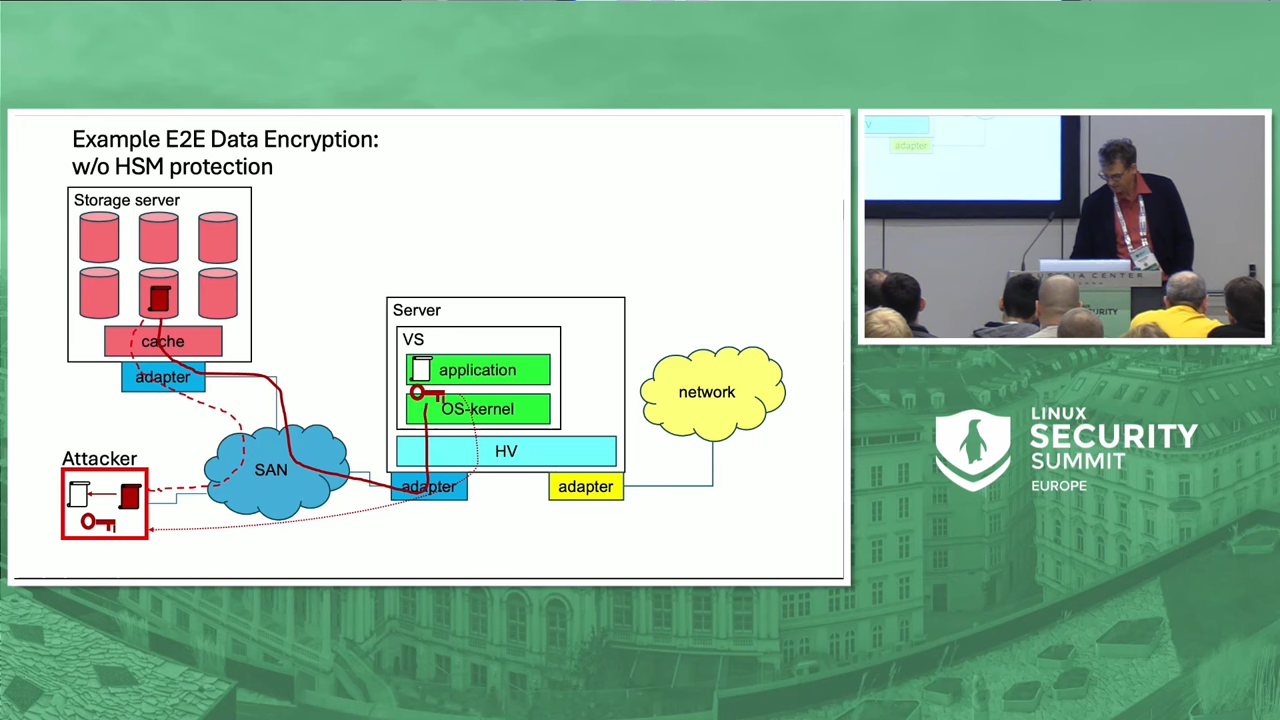 Example E2E Data Encryption:
w/o HSM protection
Storage server
cache
adapter
Attacker
SAN
Server
VS
application
OS-kernel
HV
adapter
adapter
network
V
adapter
LINUX
SECURITY
SUMMIT
EUROPE